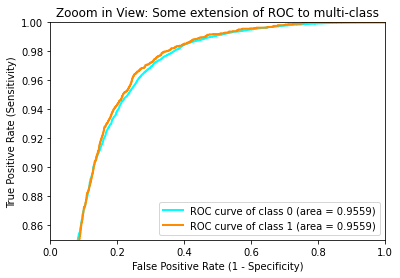 Zooom in View: Some extension of ROC to multi-class
True Positive Rate (Sensitivity)
1.00
0.98
0.96
0.94
0.92
0.90
0.88
0.86
ROC curve of class 0 (area = 0.9559)
ROC curve of class 1 (area = 0.9559)
0.0 0.2 0.4 0.6 0.8 1.0
False Positive Rate (1 - Specificity)